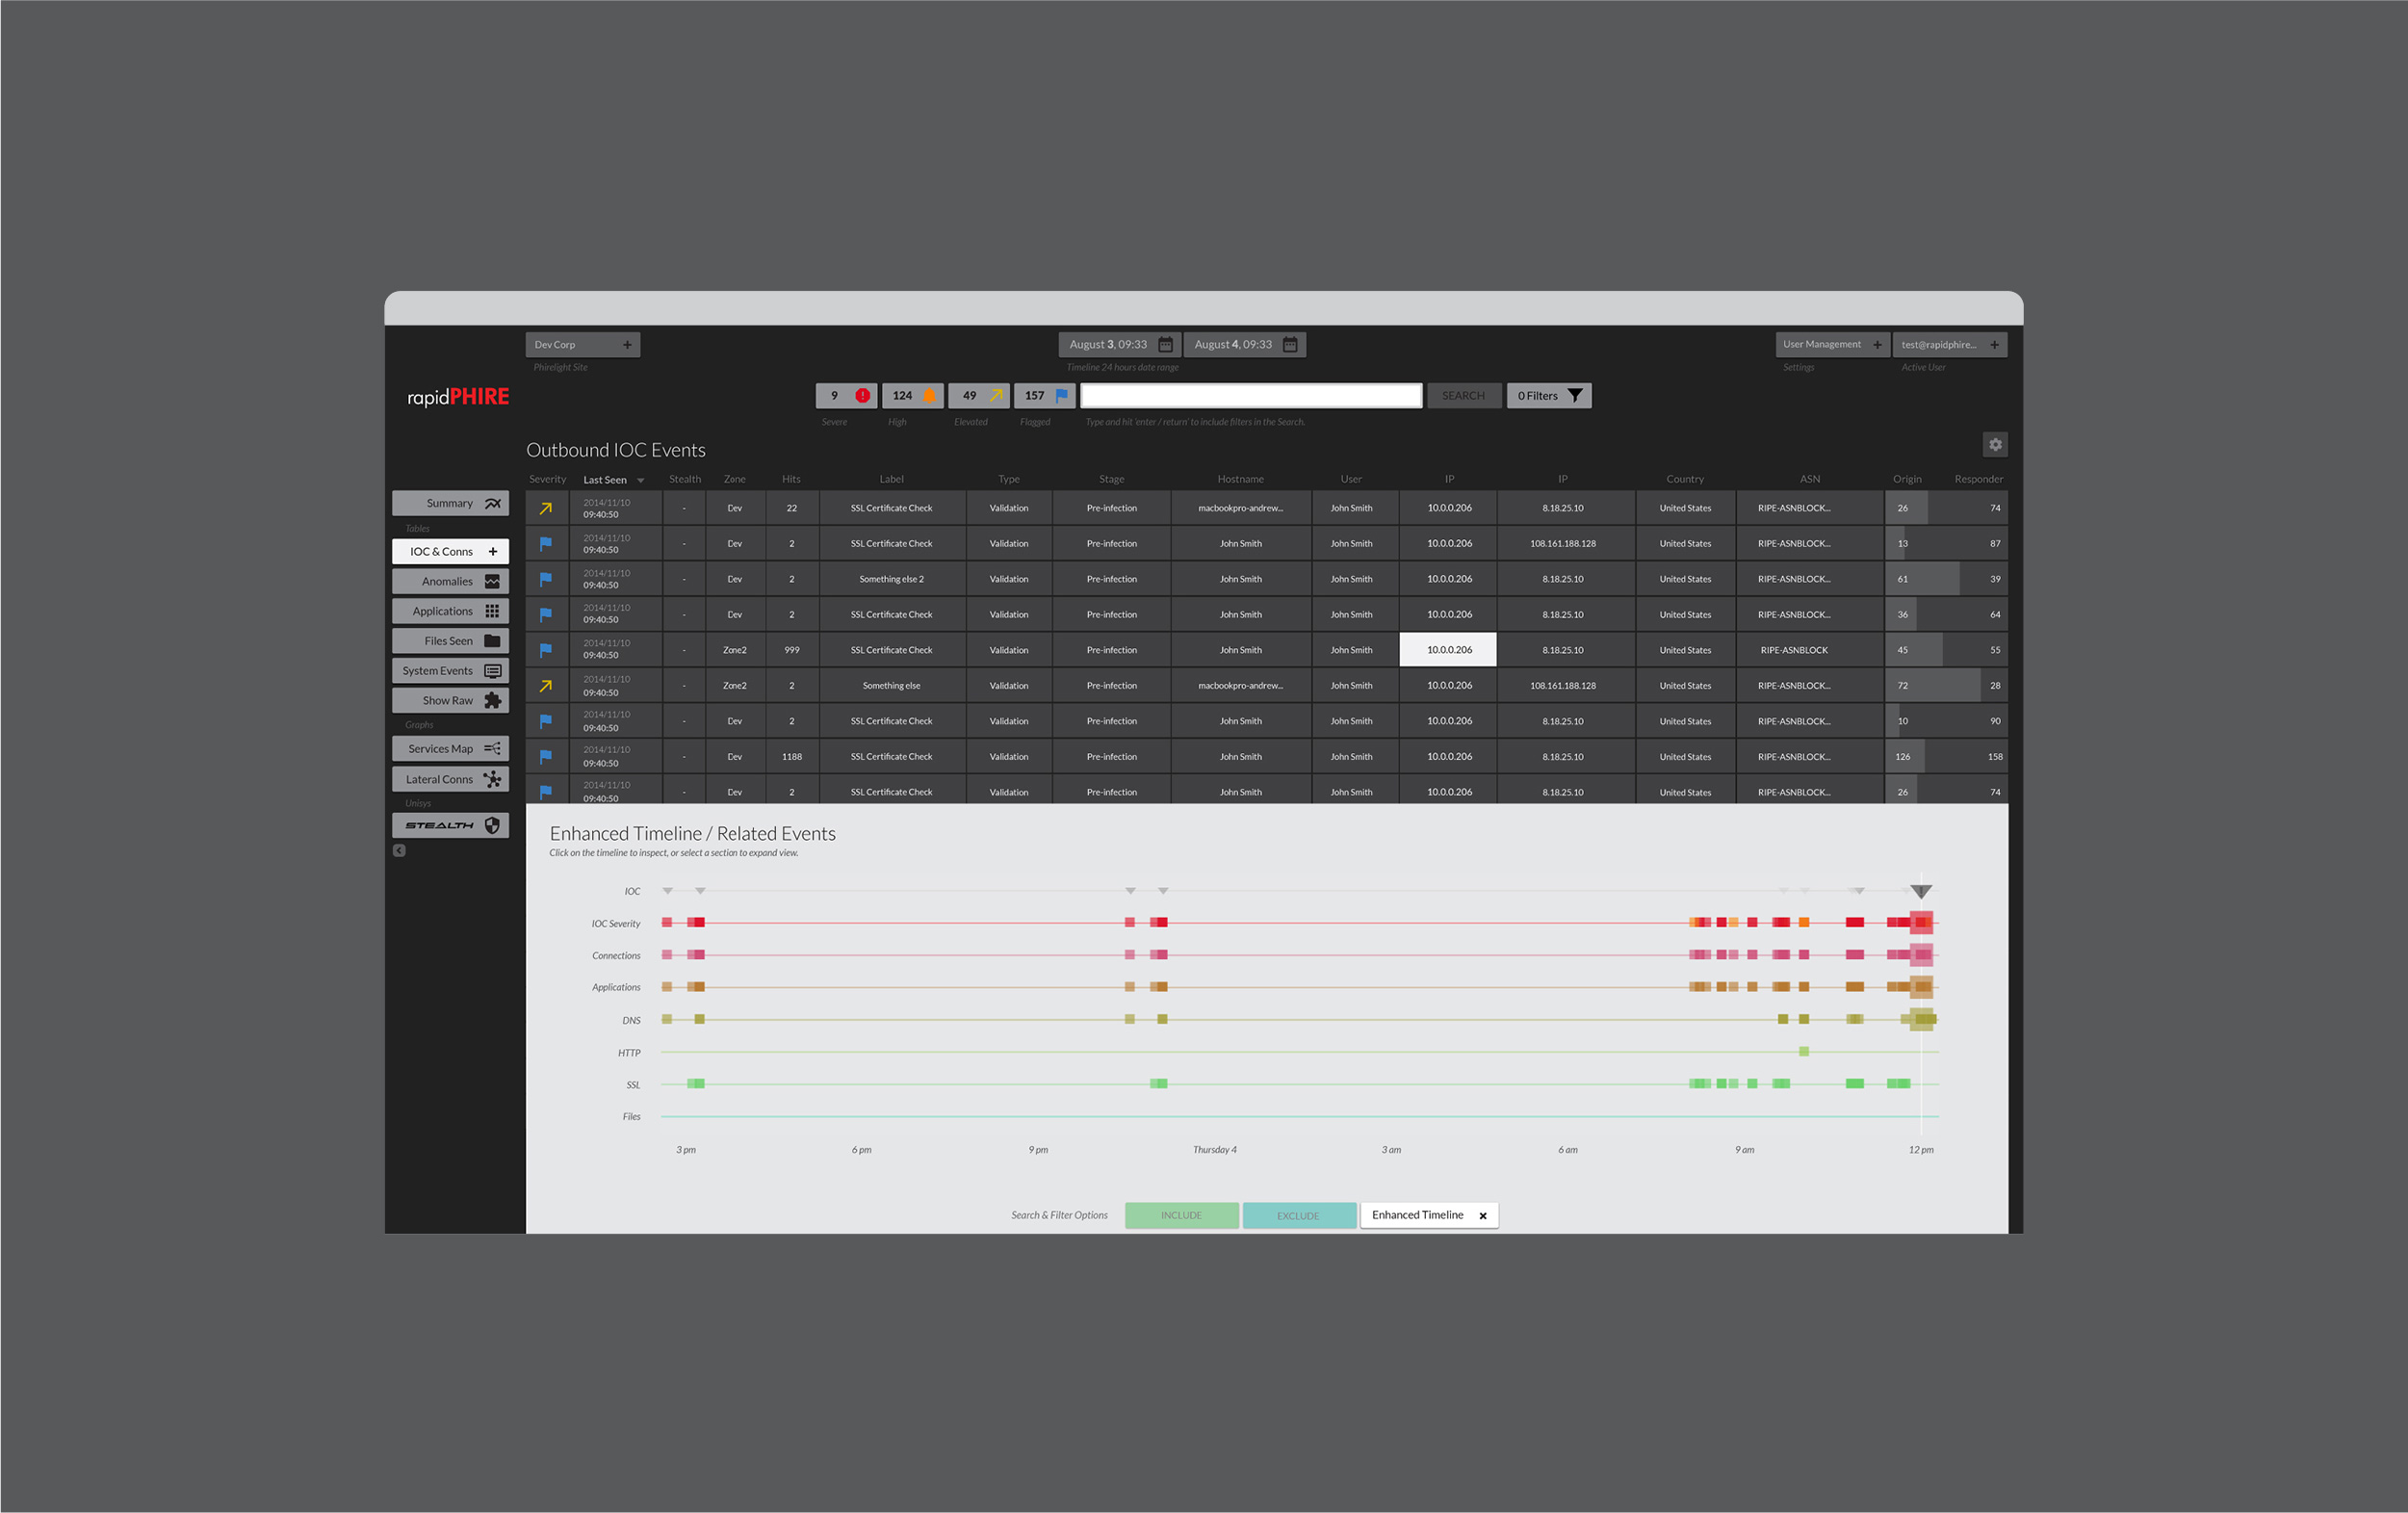 Dev Corp +
August 3, 09:33
August 4, 09:33
User Management +
test@rapidphire... +
Phirelight Site
Timeline 24 hours date range
Settings
Active User
rapidPHIRE
9
124
49
157
SEARCH
0 Filters
Severe
High
Elevated
Flagged
Type and hit 'enter / return' to include filters in the Search.
Outbound IOC Events
Severity Last Seen Stealth Zone Hits Label Type Stage Hostname User IP IP Country ASN Origin Responder
2014/11/10
09:40:50 - Dev 22 SSL Certificate Check Validation Pre-infection macbookpro-andrew... John Smith 10.0.0.206 8.18.25.10 United States RIPE-ASNBLOCK... 26 74
2014/11/10
09:40:50 - Dev 2 SSL Certificate Check Validation Pre-infection John Smith John Smith 10.0.0.206 108.161.188.128 United States RIPE-ASNBLOCK... 13 87
2014/11/10
09:40:50 - Dev 2 Something else 2 Validation Pre-infection John Smith John Smith 10.0.0.206 8.18.25.10 United States RIPE-ASNBLOCK... 61 39
2014/11/10
09:40:50 - Dev 2 SSL Certificate Check Validation Pre-infection John Smith John Smith 10.0.0.206 8.18.25.10 United States RIPE-ASNBLOCK... 36 64
2014/11/10
09:40:50 - Zone2 999 SSL Certificate Check Validation Pre-infection John Smith John Smith 10.0.0.206 8.18.25.10 United States RIPE-ASNBLOCK 45 55
2014/11/10
09:40:50 - Zone2 2 Something else Validation Pre-infection macbookpro-andrew... John Smith 10.0.0.206 108.161.188.128 United States RIPE-ASNBLOCK... 72 28
2014/11/10
09:40:50 - Dev 2 SSL Certificate Check Validation Pre-infection John Smith John Smith 10.0.0.206 8.18.25.10 United States RIPE-ASNBLOCK... 10 90
2014/11/10
09:40:50 - Dev 1188 SSL Certificate Check Validation Pre-infection John Smith John Smith 10.0.0.206 8.18.25.10 United States RIPE-ASNBLOCK... 126 158
2014/11/10
09:40:50 - Dev 2 SSL Certificate Check Validation Pre-infection John Smith John Smith 10.0.0.206 8.18.25.10 United States RIPE-ASNBLOCK... 26 74
Summary
Tables
IOC & Conns +
Anomalies
Applications
Files Seen
System Events
Show Raw
Graphs
Services Map
Lateral Conns
Unisys
STEALTH
Enhanced Timeline / Related Events
Click on the timeline to inspect, or select a section to expand view.
IOC
IOC Severity
Connections
Applications
DNS
HTTP
SSL
Files
3 pm 6 pm 9 pm Thursday 4 3 am 6 am 9 am 12 pm
Search & Filter Options
INCLUDE
EXCLUDE
Enhanced Timeline ×